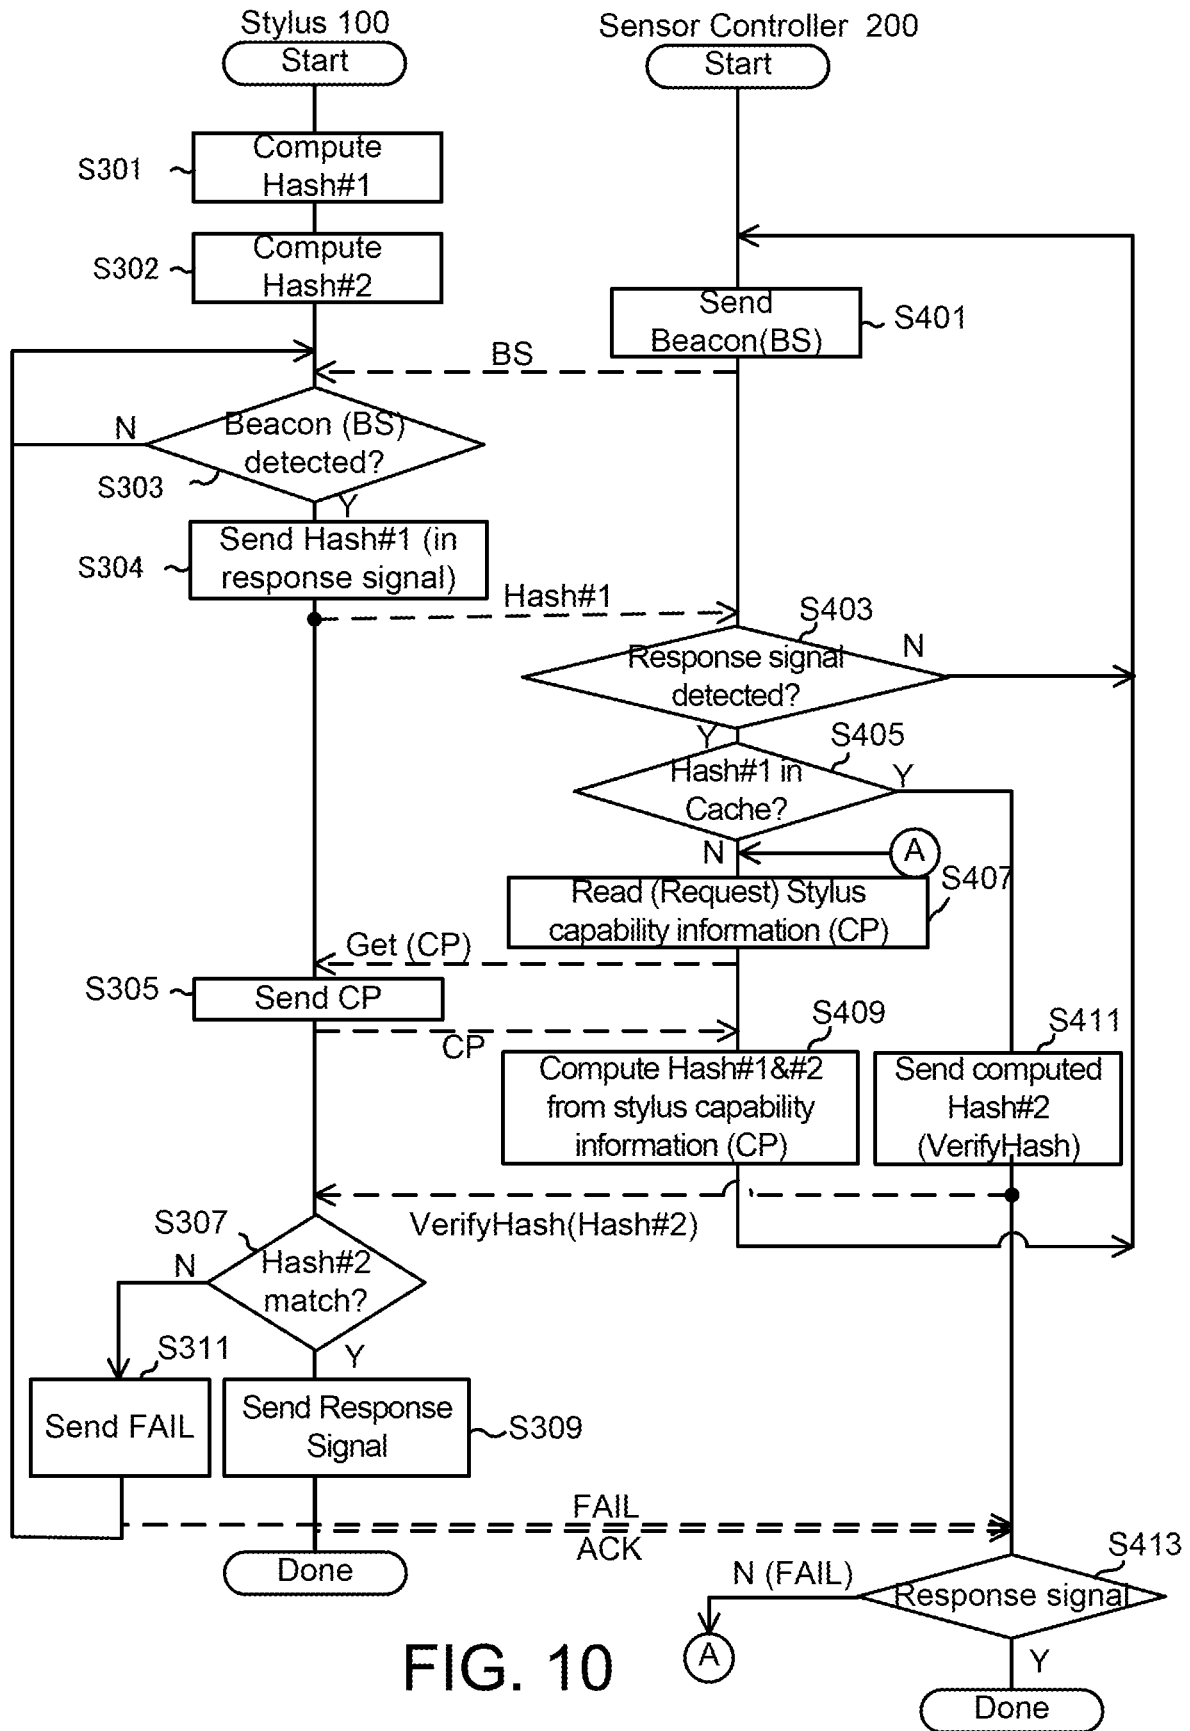 Stylus 100
Sensor Controller 200
Start
Start
S301
Compute
Hash#1
S302
Compute
Hash#2
Send
Beacon(BS)
S401
BS
N
Beacon (BS)
detected?
S303
Y
S304
Send Hash#1 (in
response signal)
Hash#1
S403
Response signal
detected?
N
Y
S405
Hash#1 in
Cache?
Y
N
A
S407
Read (Request) Stylus
capability information (CP)
Get (CP)
S305
Send CP
CP
S409
Compute Hash#1&#2
from stylus capability
information (CP)
S411
Send computed
Hash#2
(VerifyHash)
VerifyHash(Hash#2)
S307
N
Hash#2
match?
Y
S311
Send FAIL
Send Response
Signal
S309
FAIL
ACK
Done
S413
N (FAIL)
Response signal
A
Y
Done
FIG. 10